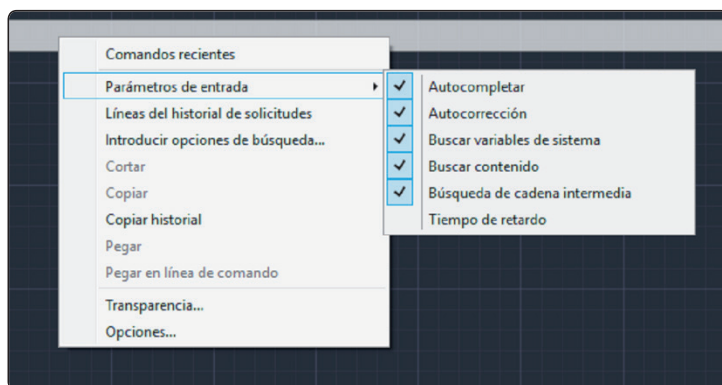 Comandos recientes
Parámetros de entrada
Líneas del historial de solicitudes
Introducir opciones de búsqueda...
Cortar
Copiar
Copiar historial
Pegar
Pegar en línea de comando
Transparencia...
Opciones...
Autocompletar
Autocorrección
Buscar variables de sistema
Buscar contenido
Búsqueda de cadena intermedia
Tiempo de retardo